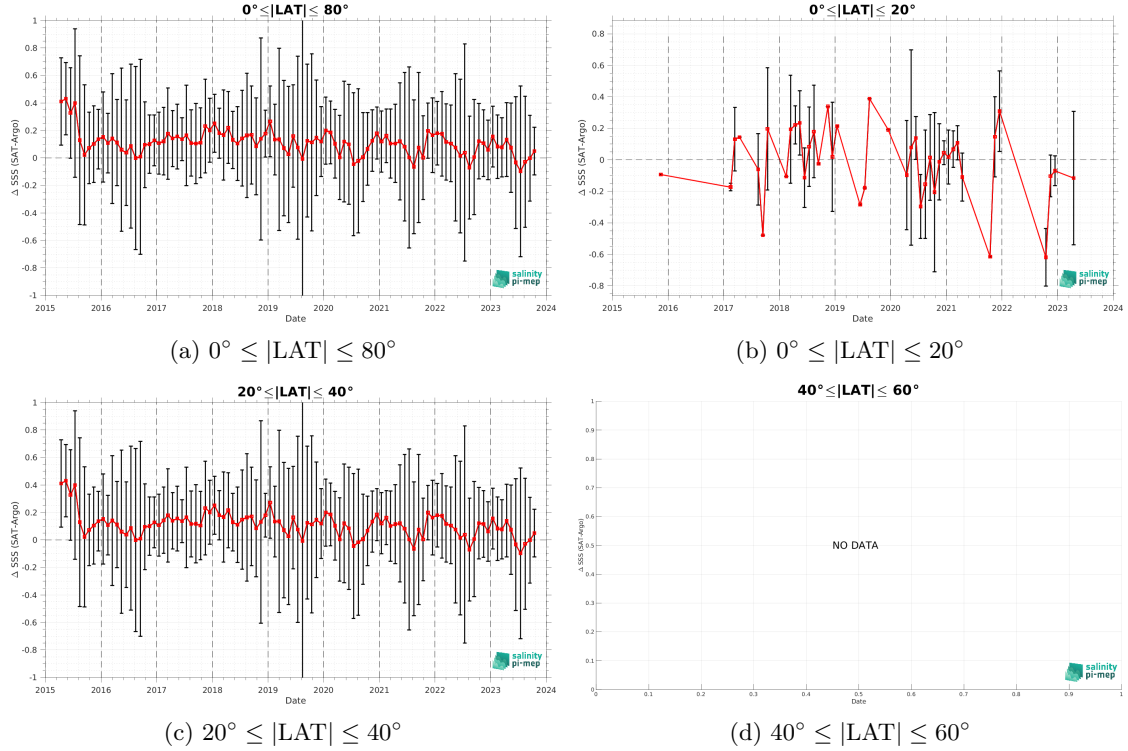 0°≤|LAT|≤ 80°
Δ SSS (SAT-Argo)
1
0.8
0.6
0.4
0.2
0
-0.2
-0.4
-0.6
-0.8
-1
2015 2016 2017 2018 2019 2020 2021 2022 2023 2024
Date
salinity
pi-mep
(a) 0° ≤ |LAT| ≤ 80°
0°≤|LAT|≤ 20°
Δ SSS (SAT-Argo)
0.8
0.6
0.4
0.2
0
-0.2
-0.4
-0.6
-0.8
2015 2016 2017 2018 2019 2020 2021 2022 2023 2024
Date
salinity
pi-mep
(b) 0° ≤ |LAT| ≤ 20°
20°≤|LAT|≤ 40°
Δ SSS (SAT-Argo)
1
0.8
0.6
0.4
0.2
0
-0.2
-0.4
-0.6
-0.8
-1
2015 2016 2017 2018 2019 2020 2021 2022 2023 2024
Date
salinity
pi-mep
(c) 20° ≤ |LAT| ≤ 40°
40°≤|LAT|≤ 60°
Δ SSS (SAT-Argo)
1
0.9
0.8
0.7
0.6
0.5
0.4
0.3
0.2
0.1
0
NO DATA
0 0.1 0.2 0.3 0.4 0.5 0.6 0.7 0.8 0.9 1
Date
salinity
pi-mep
(d) 40° ≤ |LAT| ≤ 60°